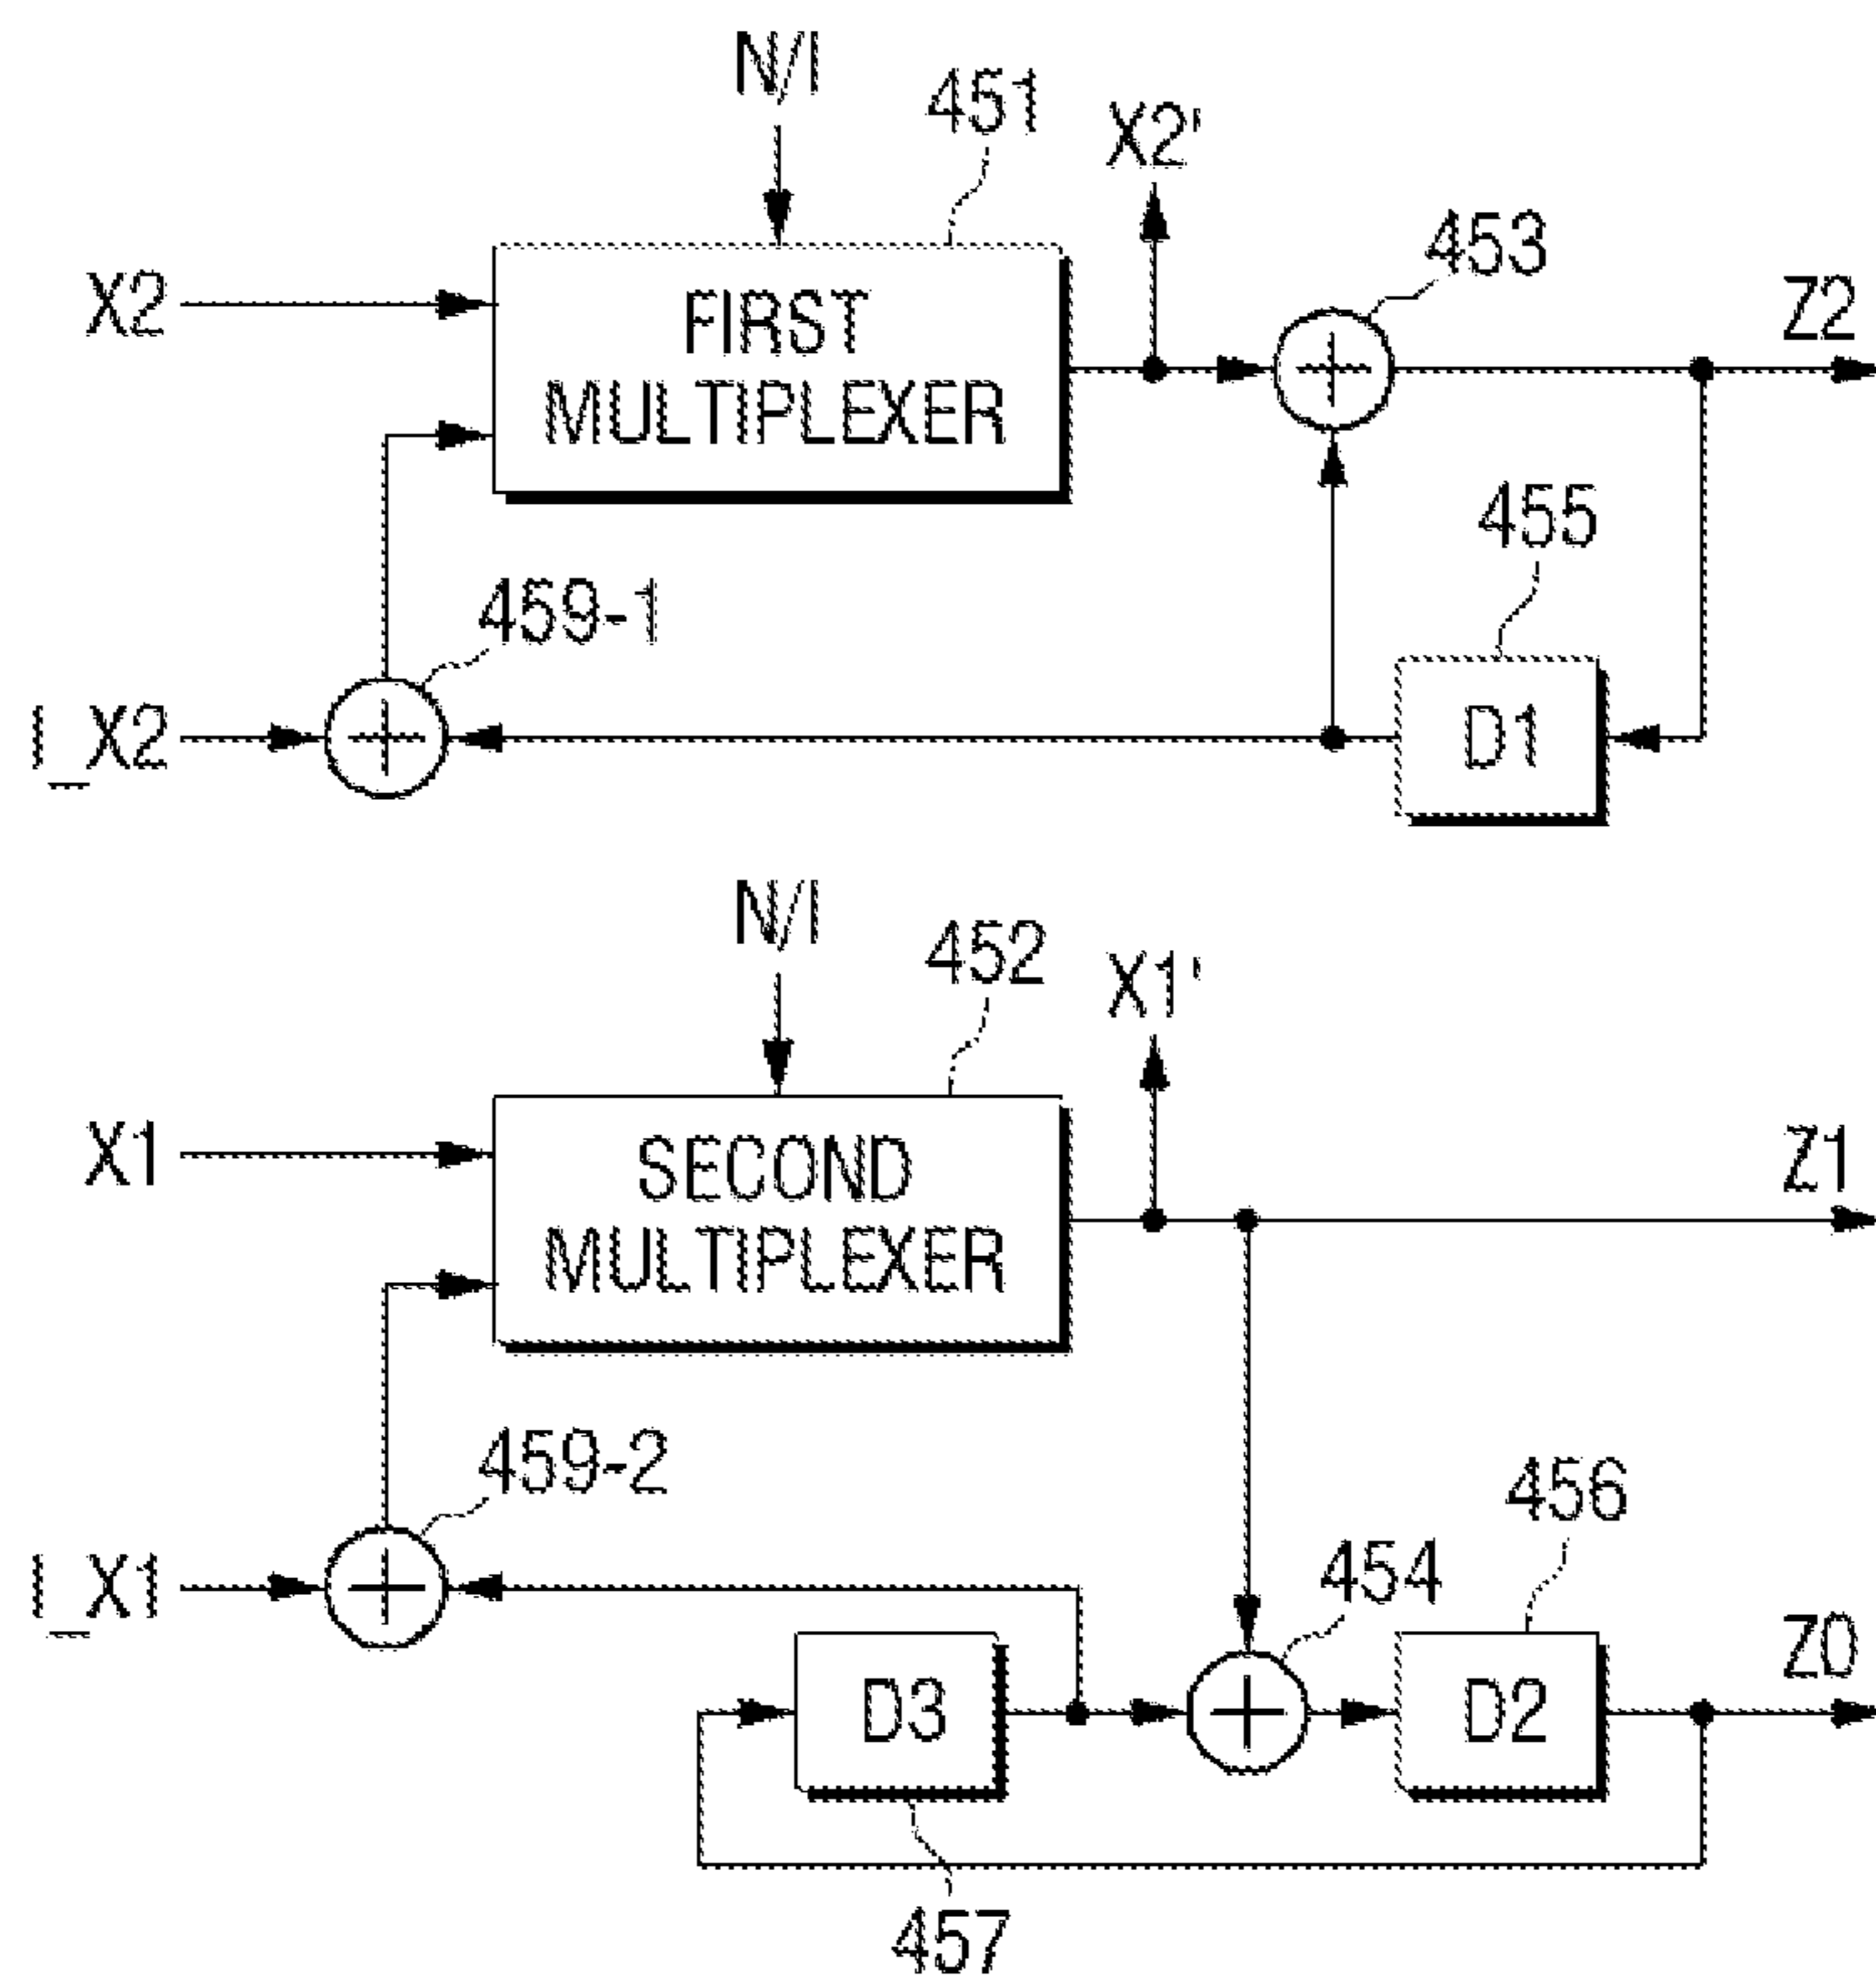 N/I
451
X2'
453
Z2
X2
FIRST
MULTIPLEXER
455
459-1
I_X2
D1
N/I
452
X1'
X1
SECOND
MULTIPLEXER
Z1
459-2
456
454
I_X1
Z0
D3
D2
457